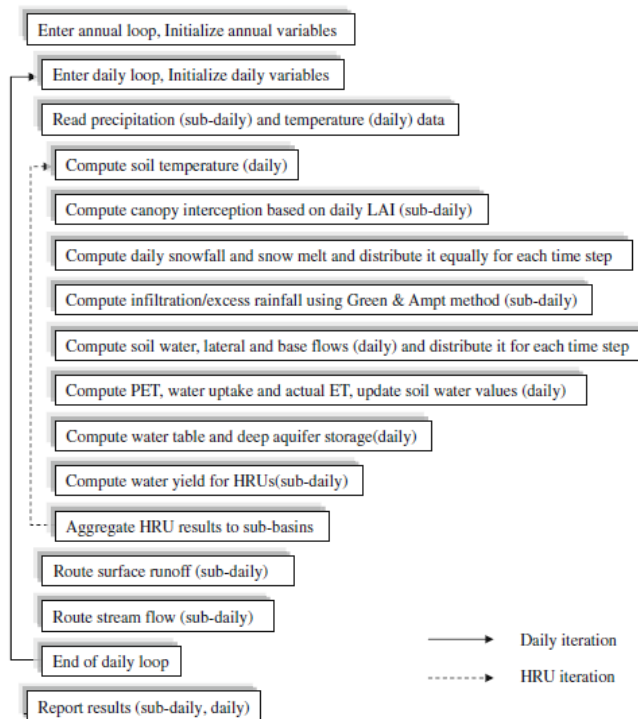 Enter annual loop, Initialize annual variables
Enter daily loop, Initialize daily variables
Read precipitation (sub-daily) and temperature (daily) data
Compute soil temperature (daily)
Compute canopy interception based on daily LAI (sub-daily)
Compute daily snowfall and snow melt and distribute it equally for each time step
Compute infiltration/excess rainfall using Green & Ampt method (sub-daily)
Compute soil water, lateral and base flows (daily) and distribute it for each time step
Compute PET, water uptake and actual ET, update soil water values (daily)
Compute water table and deep aquifer storage(daily)
Compute water yield for HRUs(sub-daily)
Aggregate HRU results to sub-basins
Route surface runoff (sub-daily)
Route stream flow (sub-daily)
End of daily loop
Report results (sub-daily, daily)
Daily iteration
HRU iteration